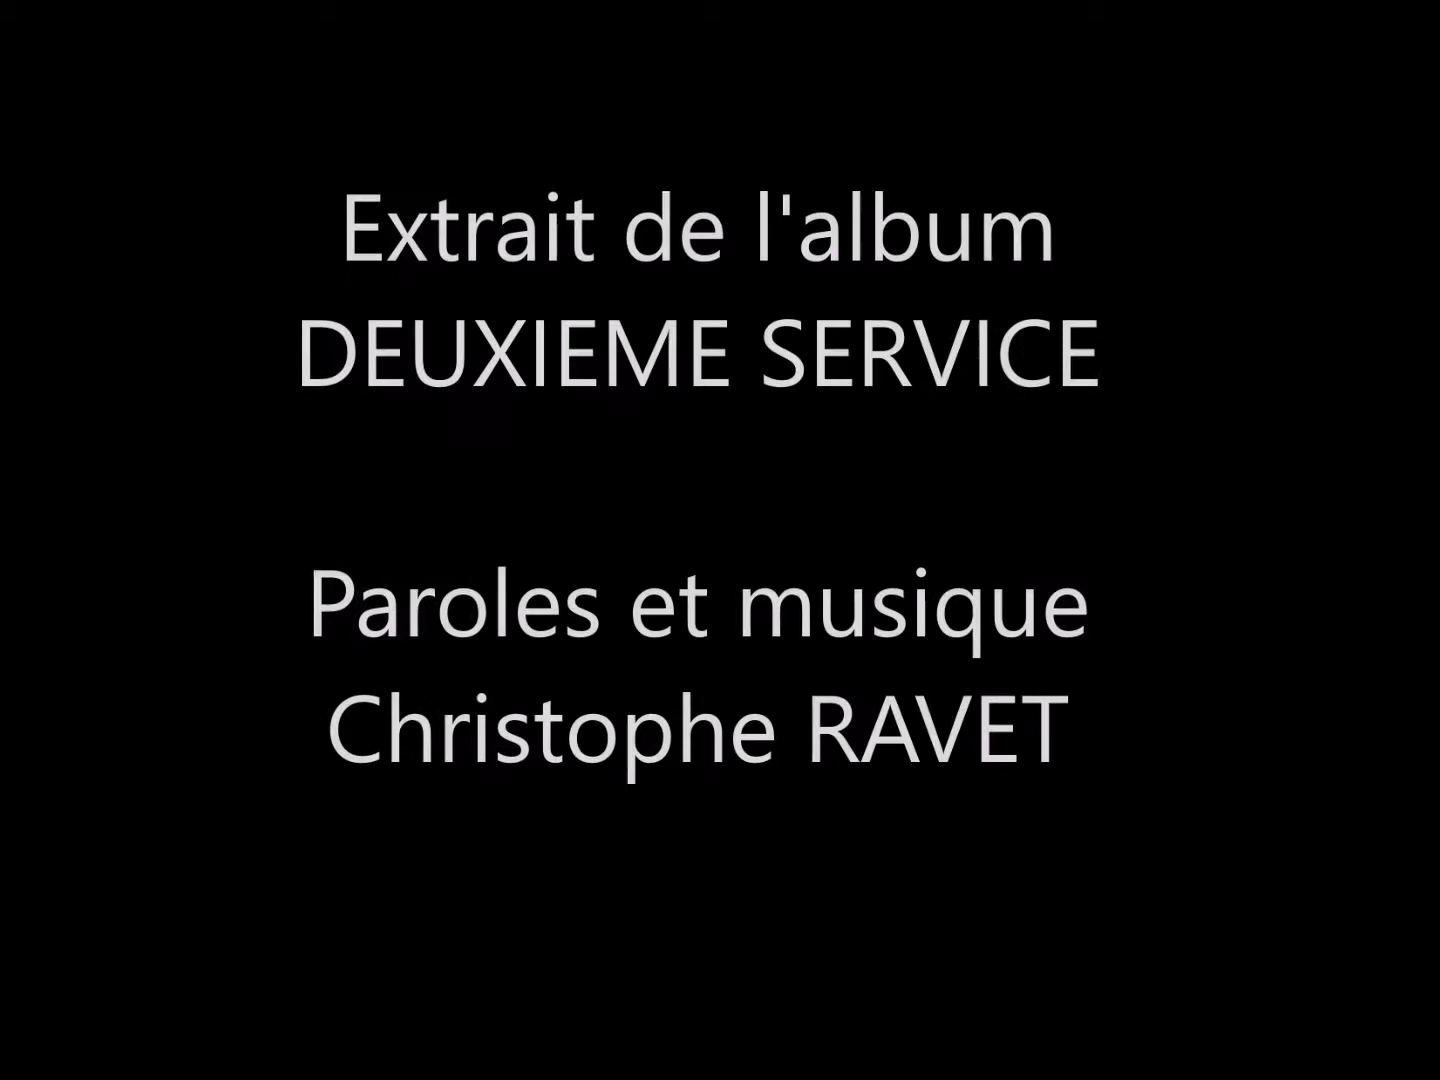 Extrait de l'album
DEUXIEME SERVICE
Paroles et musique
Christophe RAVET